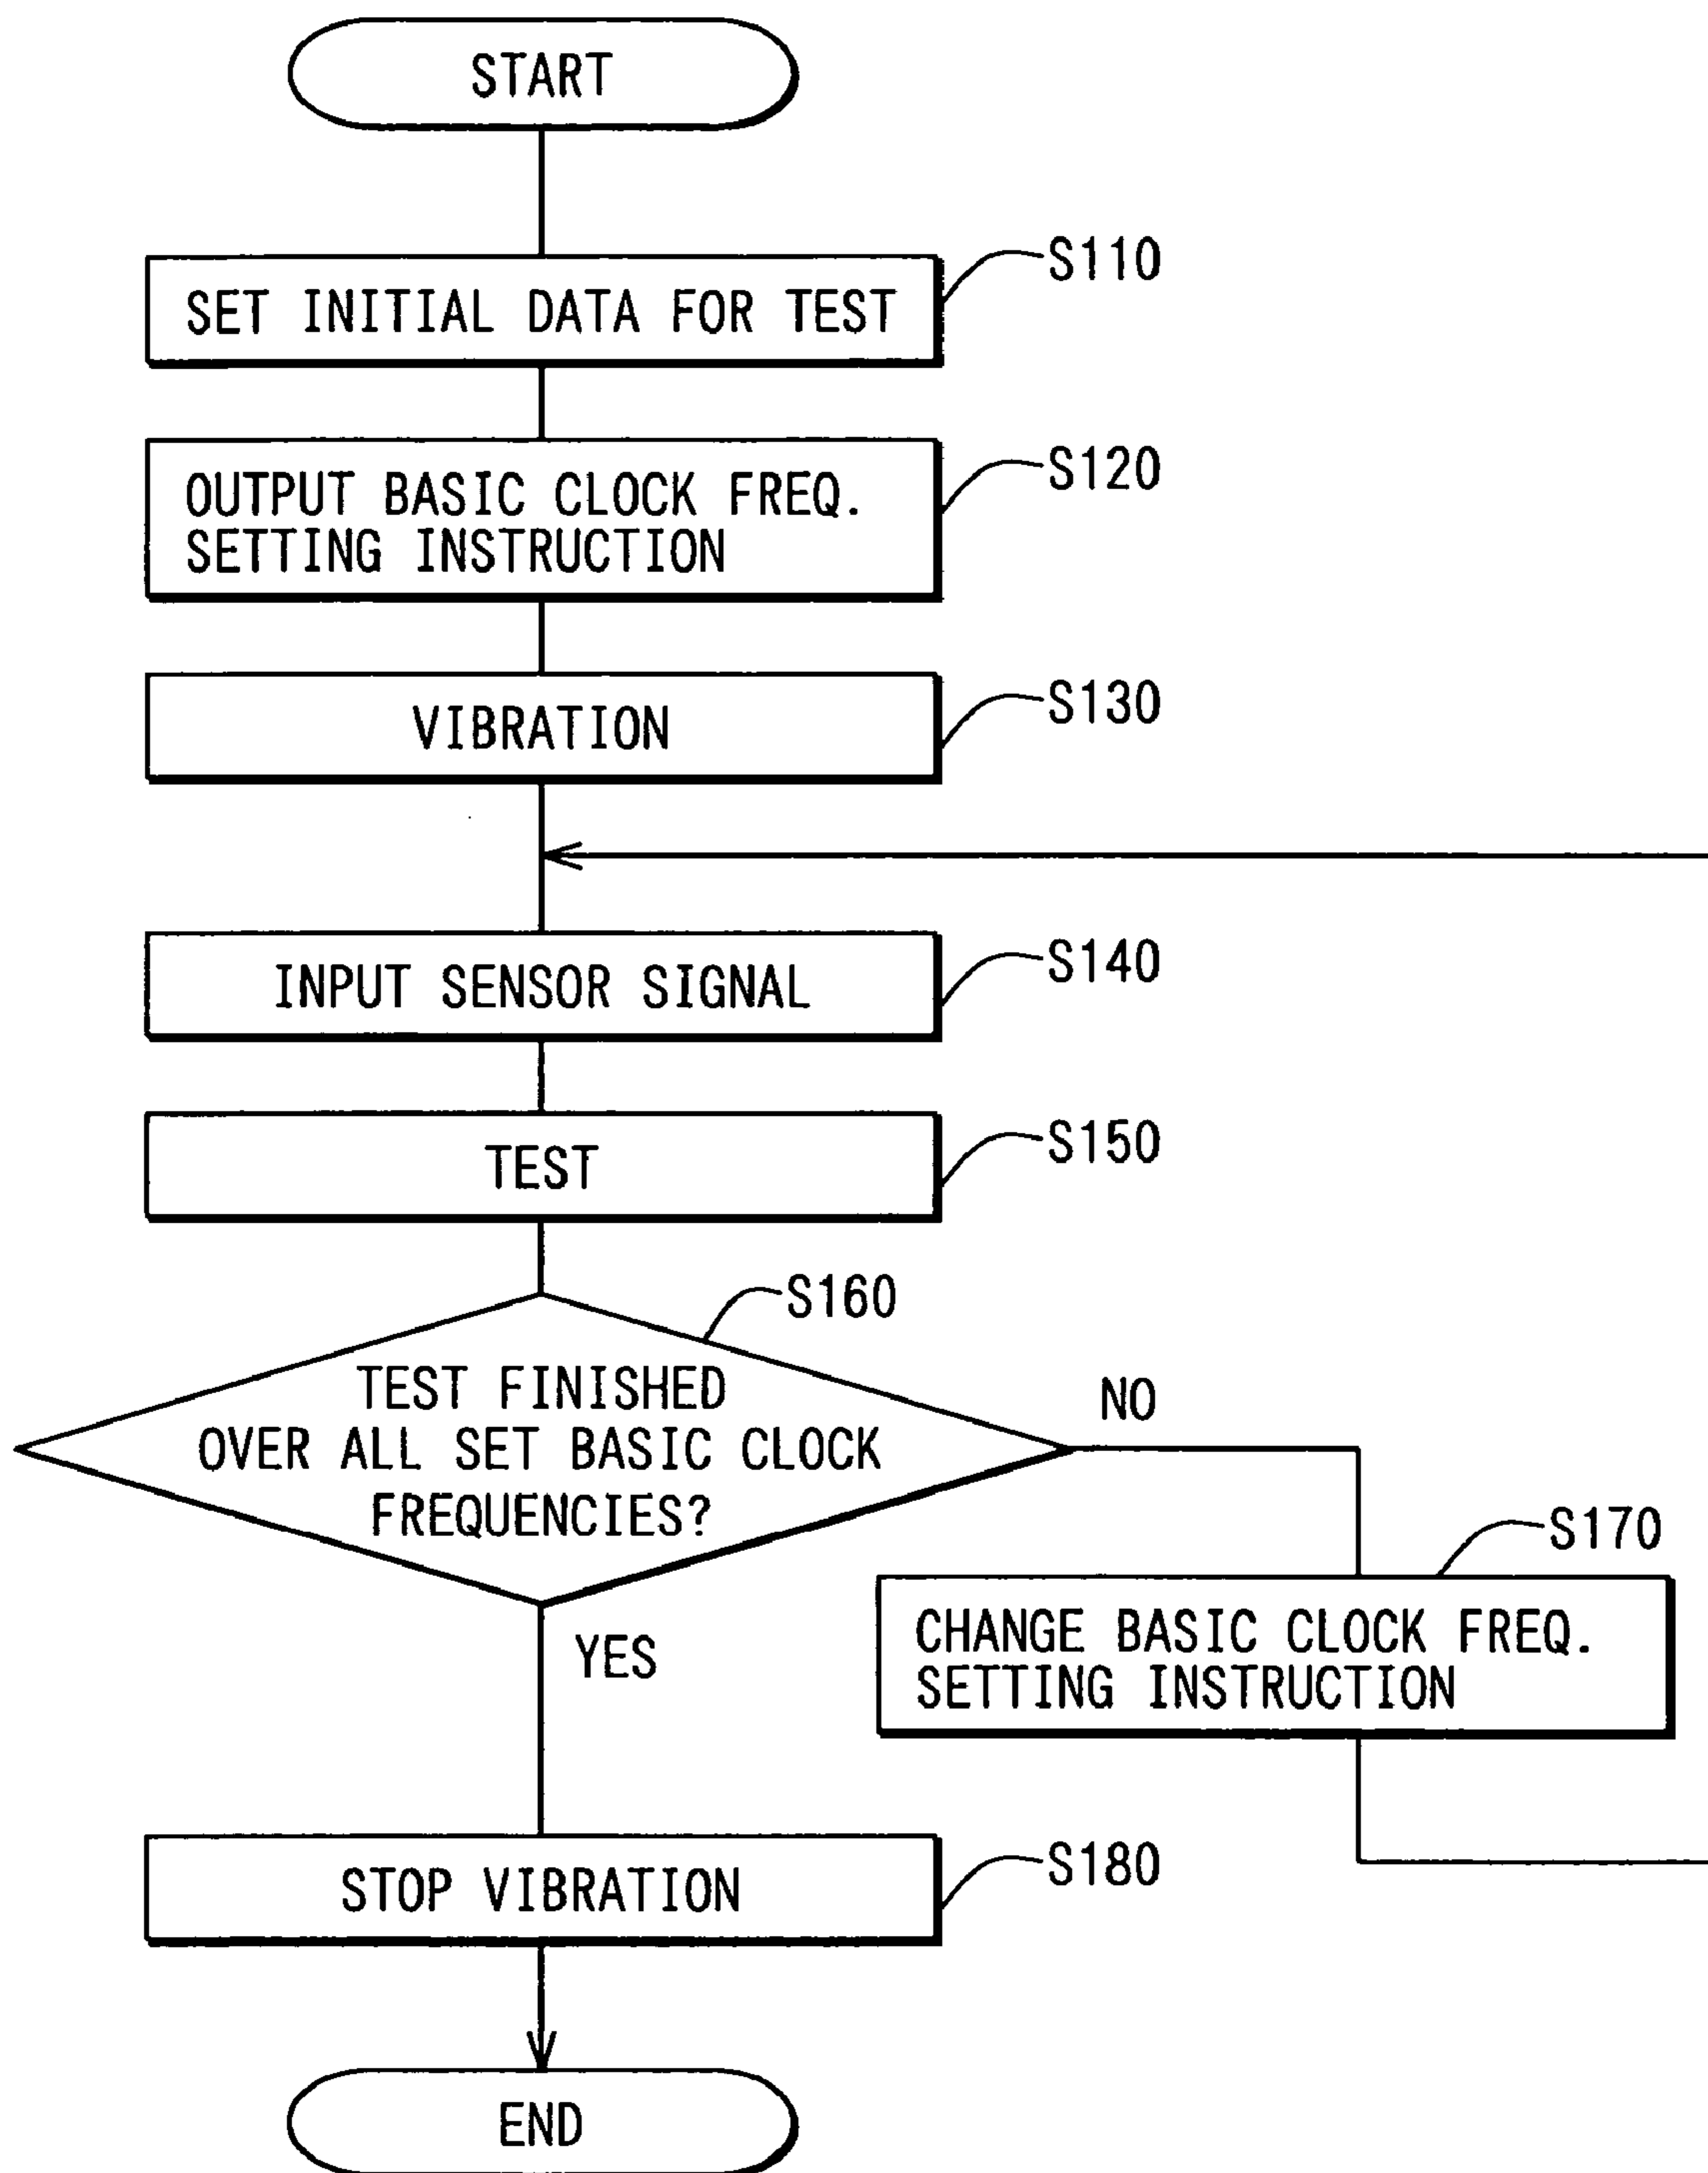 START
S110
SET INITIAL DATA FOR TEST
S120
OUTPUT BASIC CLOCK FREQ.
SETTING INSTRUCTION
S130
VIBRATION
S140
INPUT SENSOR SIGNAL
S150
TEST
S160
TEST FINISHED
OVER ALL SET BASIC CLOCK
FREQUENCIES?
NO
S170
CHANGE BASIC CLOCK FREQ.
SETTING INSTRUCTION
YES
S180
STOP VIBRATION
END